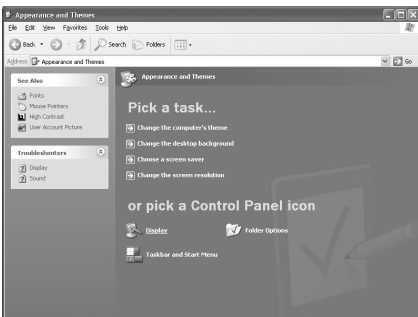 Appearance and Themes
File Edit View Favorites Tools Help
Back Search Folders
Address Appearance and Themes Go
See Also
Fonts
Mouse Pointers
High Contrast
User Account Picture
Troubleshooters
Display
Sound
Appearance and Themes
Pick a task...
Change the computer's theme
Change the desktop background
Choose a screen saver
Change the screen resolution
or pick a Control Panel icon
Display Folder Options
Taskbar and Start Menu